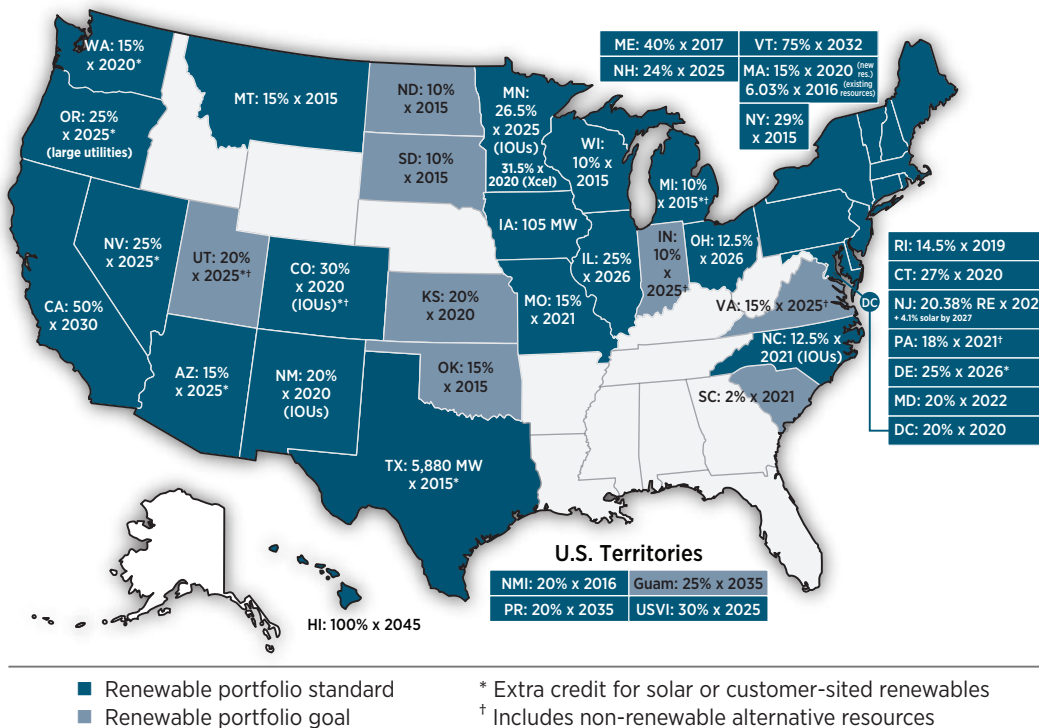 WA: 15%
x 2020*
OR: 25%
x 2025*
(large utilities)
MT: 15% x 2015
ND: 10%
x 2015
SD: 10%
x 2015
MN:
26.5%
x 2025
(IOUs)
31.5% x
2020 (Xcel)
WI:
10% x
2015
MI: 10%
x 2015*†
ME: 40% x 2017
VT: 75% x 2032
NH: 24% x 2025
MA: 15% x 2020 (new res.)
6.03% x 2016 (existing resources)
NY: 29%
x 2015
NV: 25%
x 2025*
UT: 20%
x 2025*†
CO: 30%
x 2020
(IOUs)*†
CA: 50%
x 2030
IA: 105 MW
IL: 25%
x 2026
IN:
10%
x
2025†
OH: 12.5%
x 2026
KS: 20%
x 2020
MO: 15%
x 2021
VA: 15% x 2025†
DC
NC: 12.5% x
2021 (IOUs)
AZ: 15%
x 2025*
NM: 20%
x 2020
(IOUs)
OK: 15%
x 2015
SC: 2% x 2021
TX: 5,880 MW
x 2015*
RI: 14.5% x 2019
CT: 27% x 2020
NJ: 20.38% RE x 202
+ 4.1% solar by 2027
PA: 18% x 2021†
DE: 25% x 2026*
MD: 20% x 2022
DC: 20% x 2020
HI: 100% x 2045
U.S. Territories
NMI: 20% x 2016
Guam: 25% x 2035
PR: 20% x 2035
USVI: 30% x 2025
Renewable portfolio standard
Renewable portfolio goal
* Extra credit for solar or customer-sited renewables
† Includes non-renewable alternative resources